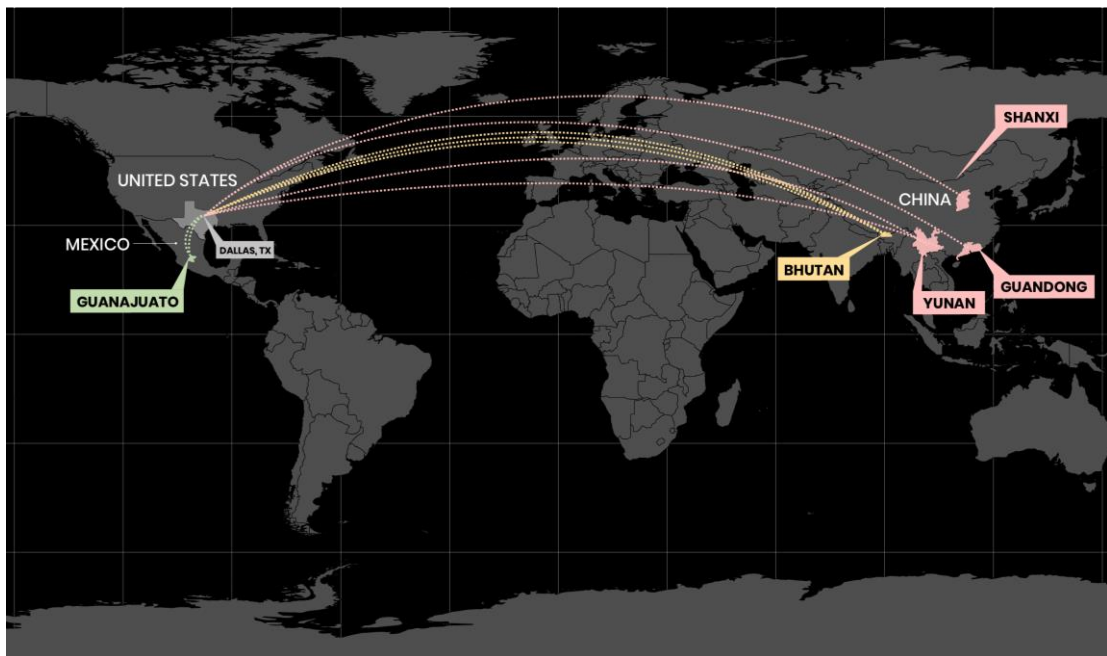 SHANXI
UNITED STATES
CHINA
MEXICO
DALLAS, TX
BHUTAN
GUANAJUATO
YUNAN
GUANDONG